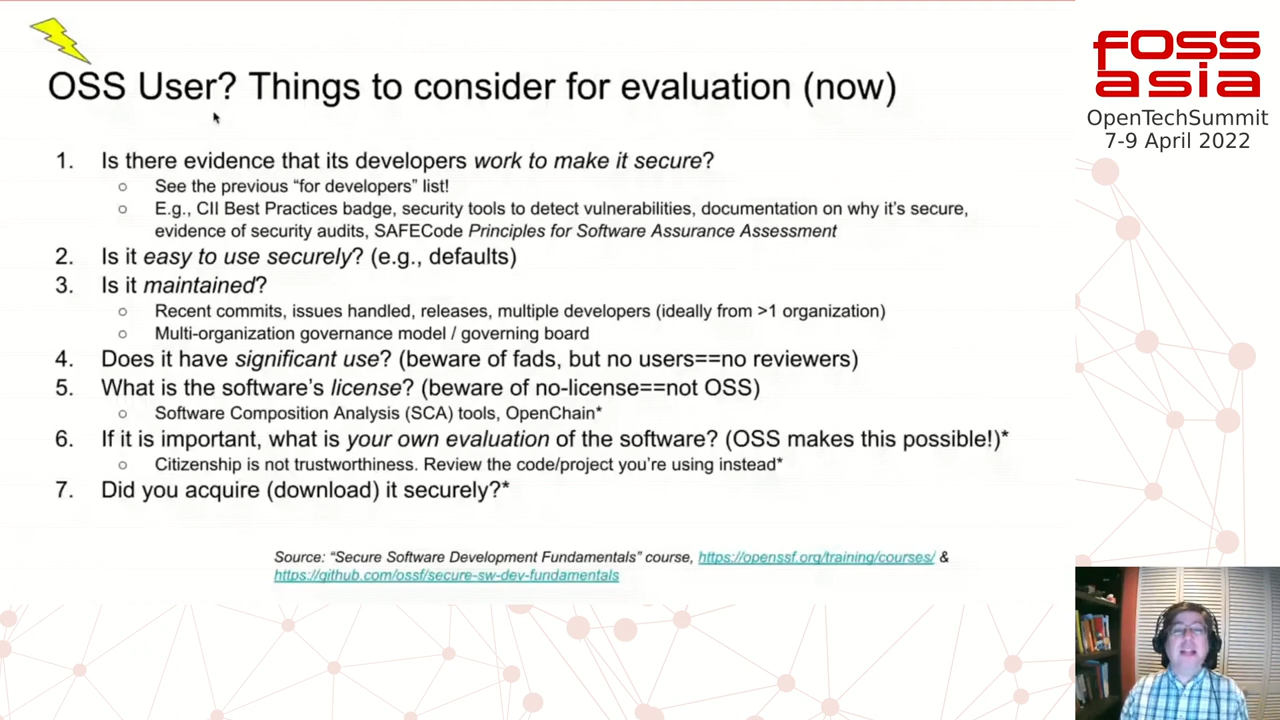 OSS User? Things to consider for evaluation (now)
1. Is there evidence that its developers work to make it secure?
○ See the previous “for developers” list!
○ E.g., CII Best Practices badge, security tools to detect vulnerabilities, documentation on why it’s secure,
evidence of security audits, SAFECode Principles for Software Assurance Assessment
2. Is it easy to use securely? (e.g., defaults)
3. Is it maintained?
○ Recent commits, issues handled, releases, multiple developers (ideally from >1 organization)
○ Multi-organization governance model / governing board
4. Does it have significant use? (beware of fads, but no users==no reviewers)
5. What is the software’s license? (beware of no-license==not OSS)
○ Software Composition Analysis (SCA) tools, OpenChain*
6. If it is important, what is your own evaluation of the software? (OSS makes this possible!)*
○ Citizenship is not trustworthiness. Review the code/project you’re using instead*
7. Did you acquire (download) it securely?*
Source: “Secure Software Development Fundamentals” course, https://openssf.org/training/courses/ &
https://github.com/ossf/secure-sw-dev-fundamentals
FOSS
asia
OpenTechSummit
7-9 April 2022